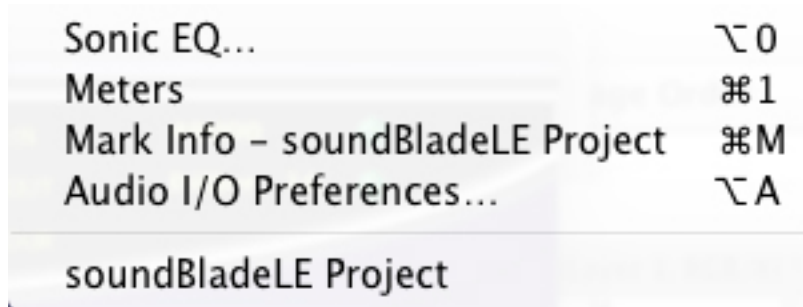 Sonic EQ... ⌥0
Meters ⌘1
Mark Info – soundBladeLE Project ⌘M
Audio I/O Preferences... ⌥A
soundBladeLE Project